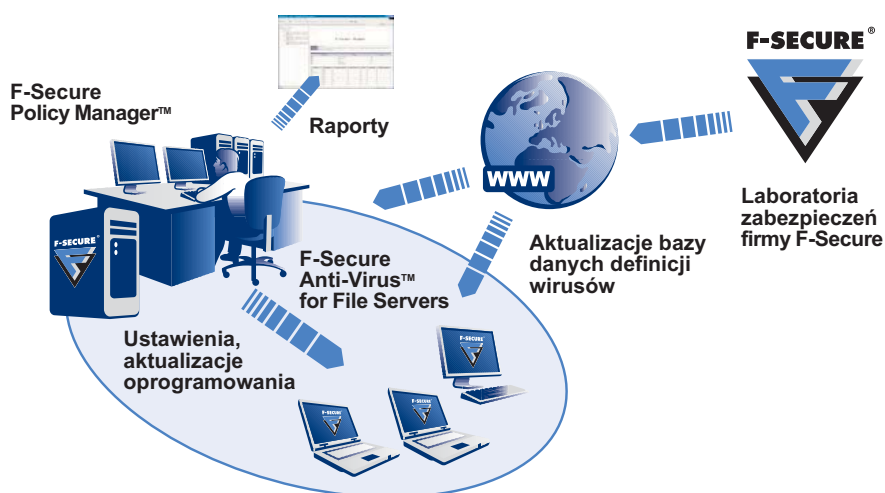 F-SECURE®
F-Secure
Policy Manager™
Raporty
www
Laboratoria
zabezpieczeń
firmy F-Secure
F-SECURE®
F-Secure
Anti-Virus™
for File Servers
Aktualizacje bazy
danych definicji
wirusów
Ustawienia,
aktualizacje
oprogramowania
F-SECURE®
F-SECURE®
F-SECURE®